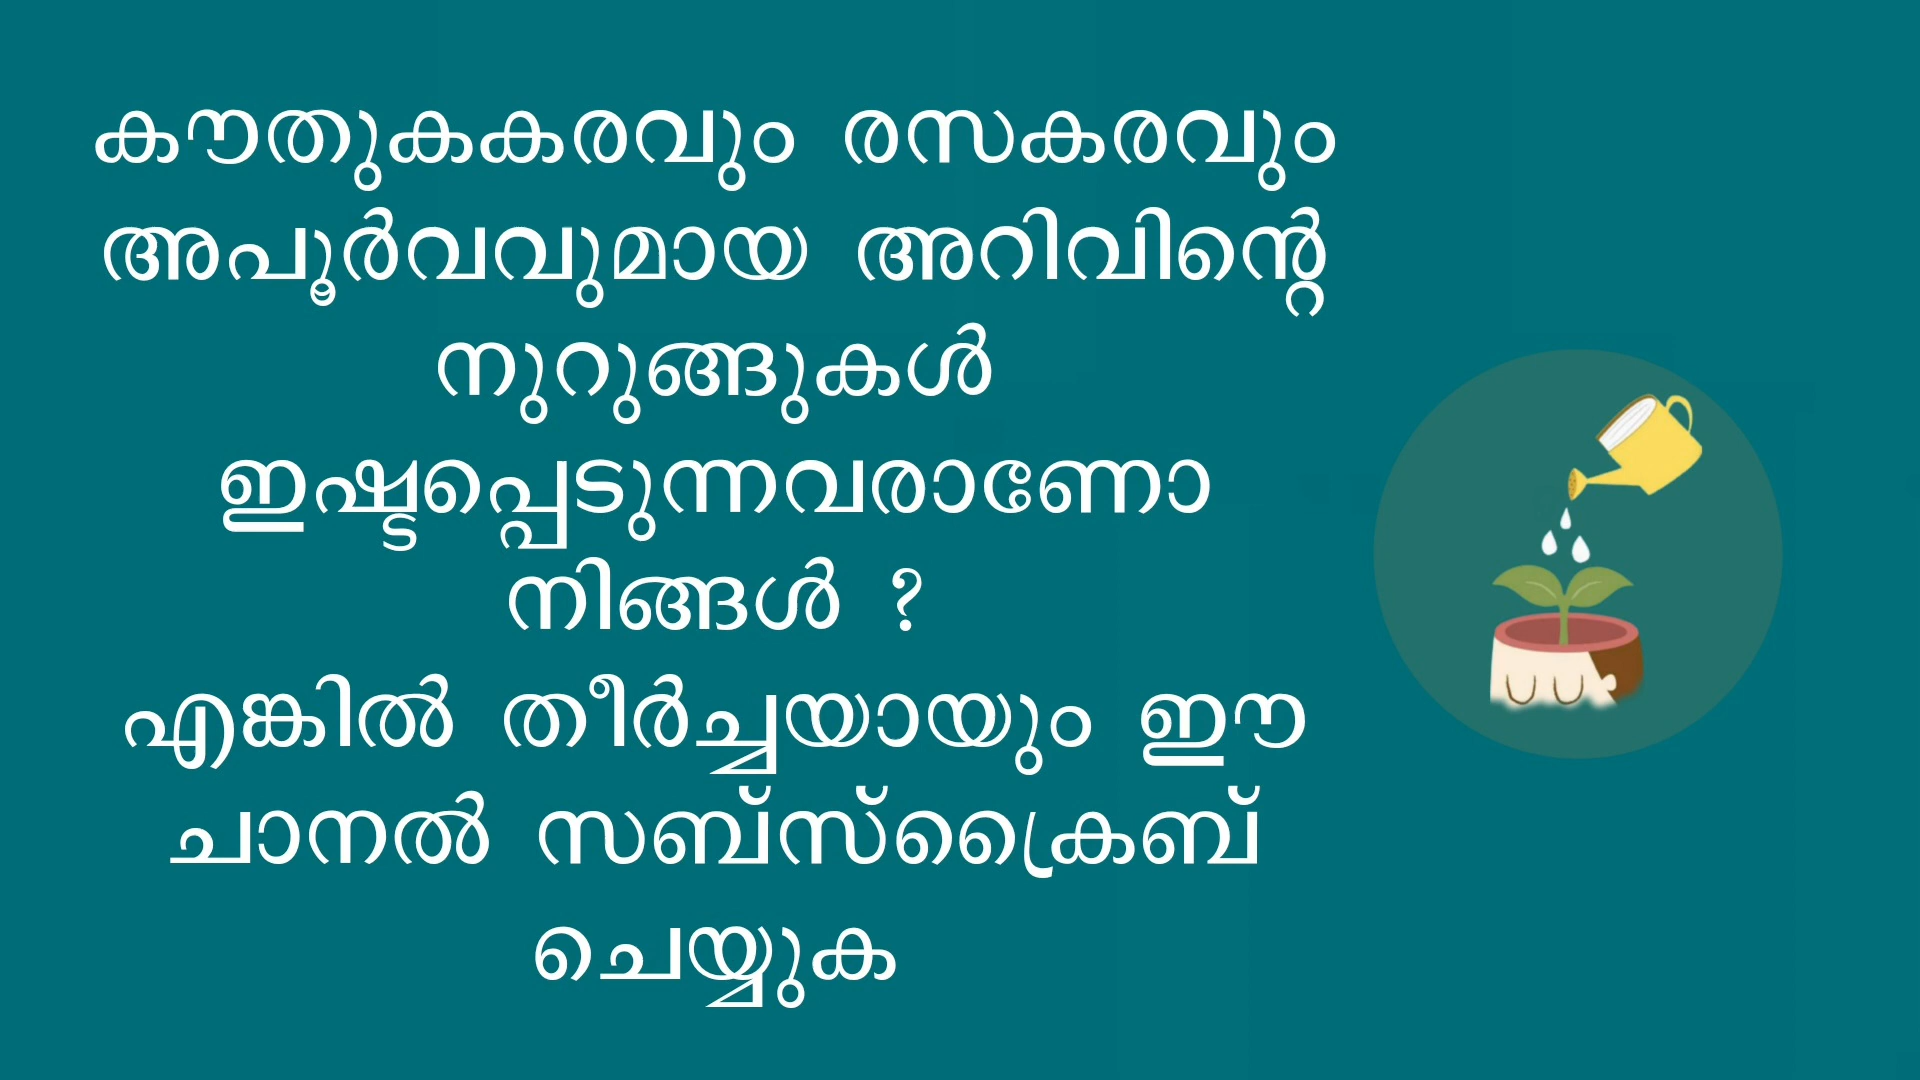 കൗതുകകരവും രസകരവും
അപൂർവവുമായ അറിവിന്റെ
നുറുങ്ങുകൾ
ഇഷ്ടപ്പെടുന്നവരാണോ
നിങ്ങൾ ?
എങ്കിൽ തീർച്ചയായും ഈ
ചാനൽ സബ്സ്ക്രൈബ്
ചെയ്യുക